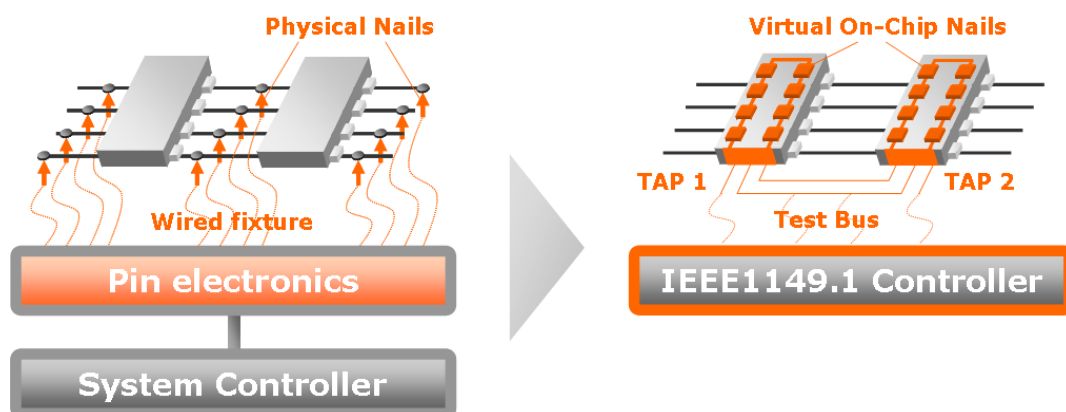 Physical Nails
Wired fixture
Pin electronics
System Controller
Virtual On-Chip Nails
TAP 1
TAP 2
Test Bus
IEEE1149.1 Controller